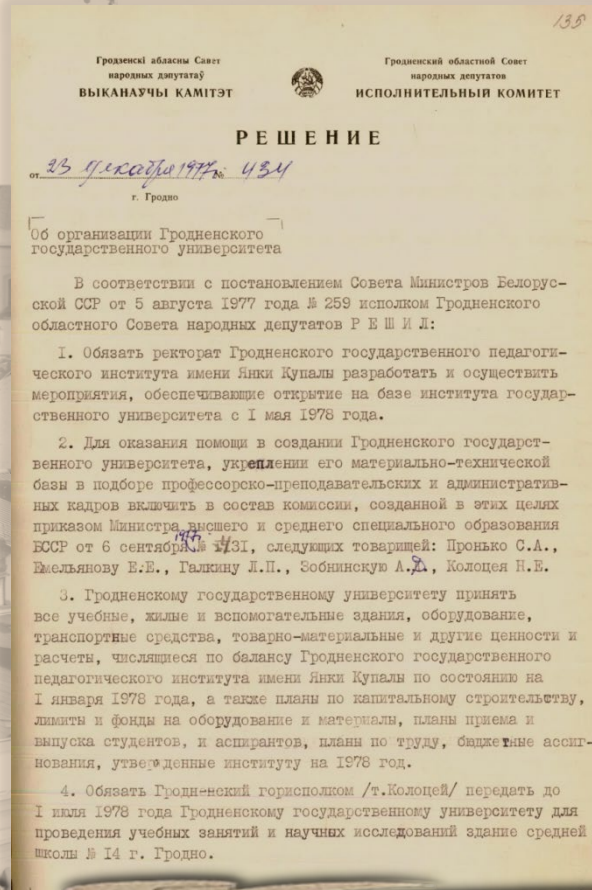 135
Гродзенскі абласны Савет
народных дэпутатаў
ВЫКАНАЎЧЫ КАМІТЭТ
Гродненский областной Совет
народных депутатов
ИСПОЛНИТЕЛЬНЫЙ КОМИТЕТ
РЕШЕНИЕ
от 23 декабря 1977г. № 434
г. Гродно
Об организации Гродненского
государственного университета
В соответствии с постановлением Совета Министров Белорус-
ской ССР от 5 августа 1977 года № 259 исполком Гродненского
областного Совета народных депутатов Р Е Ш И Л:
I. Обязать ректорат Гродненского государственного педагоги-
ческого института имени Янки Купалы разработать и осуществить
мероприятия, обеспечивающие открытие на базе института государ-
ственного университета с I мая 1978 года.
2. Для оказания помощи в создании Гродненского государст-
венного университета, укреплении его материально-технической
базы в подборе профессорско-преподавательских и административ-
ных кадров включить в состав комиссии, созданной в этих целях
приказом Министра высшего и среднего специального образования
1977г.
БССР от 6 сентября № 431, следующих товарищей: Пронько С.А.,
Емельянову Е.Е., Галкину Л.П., Зобнинскую А.Д., Колоцея Н.Е.
3. Гродненскому государственному университету принять
все учебные, жилые и вспомогательные здания, оборудование,
транспортные средства, товарно-материальные и другие ценности и
расчеты, числящиеся по балансу Гродненского государственного
педагогического института имени Янки Купалы по состоянию на
I января 1978 года, а также планы по капитальному строительству,
лимиты и фонды на оборудование и материалы, планы приема и
выпуска студентов, и аспирантов, планы по труду, бюджетные ассиг-
нования, утвержденные институту на 1978 год.
4. Обязать Гродненский горисполком /т.Колоцей/ передать до
I июля 1978 года Гродненскому государственному университету для
проведения учебных занятий и научных исследований здание средней
школы № 14 г. Гродно.